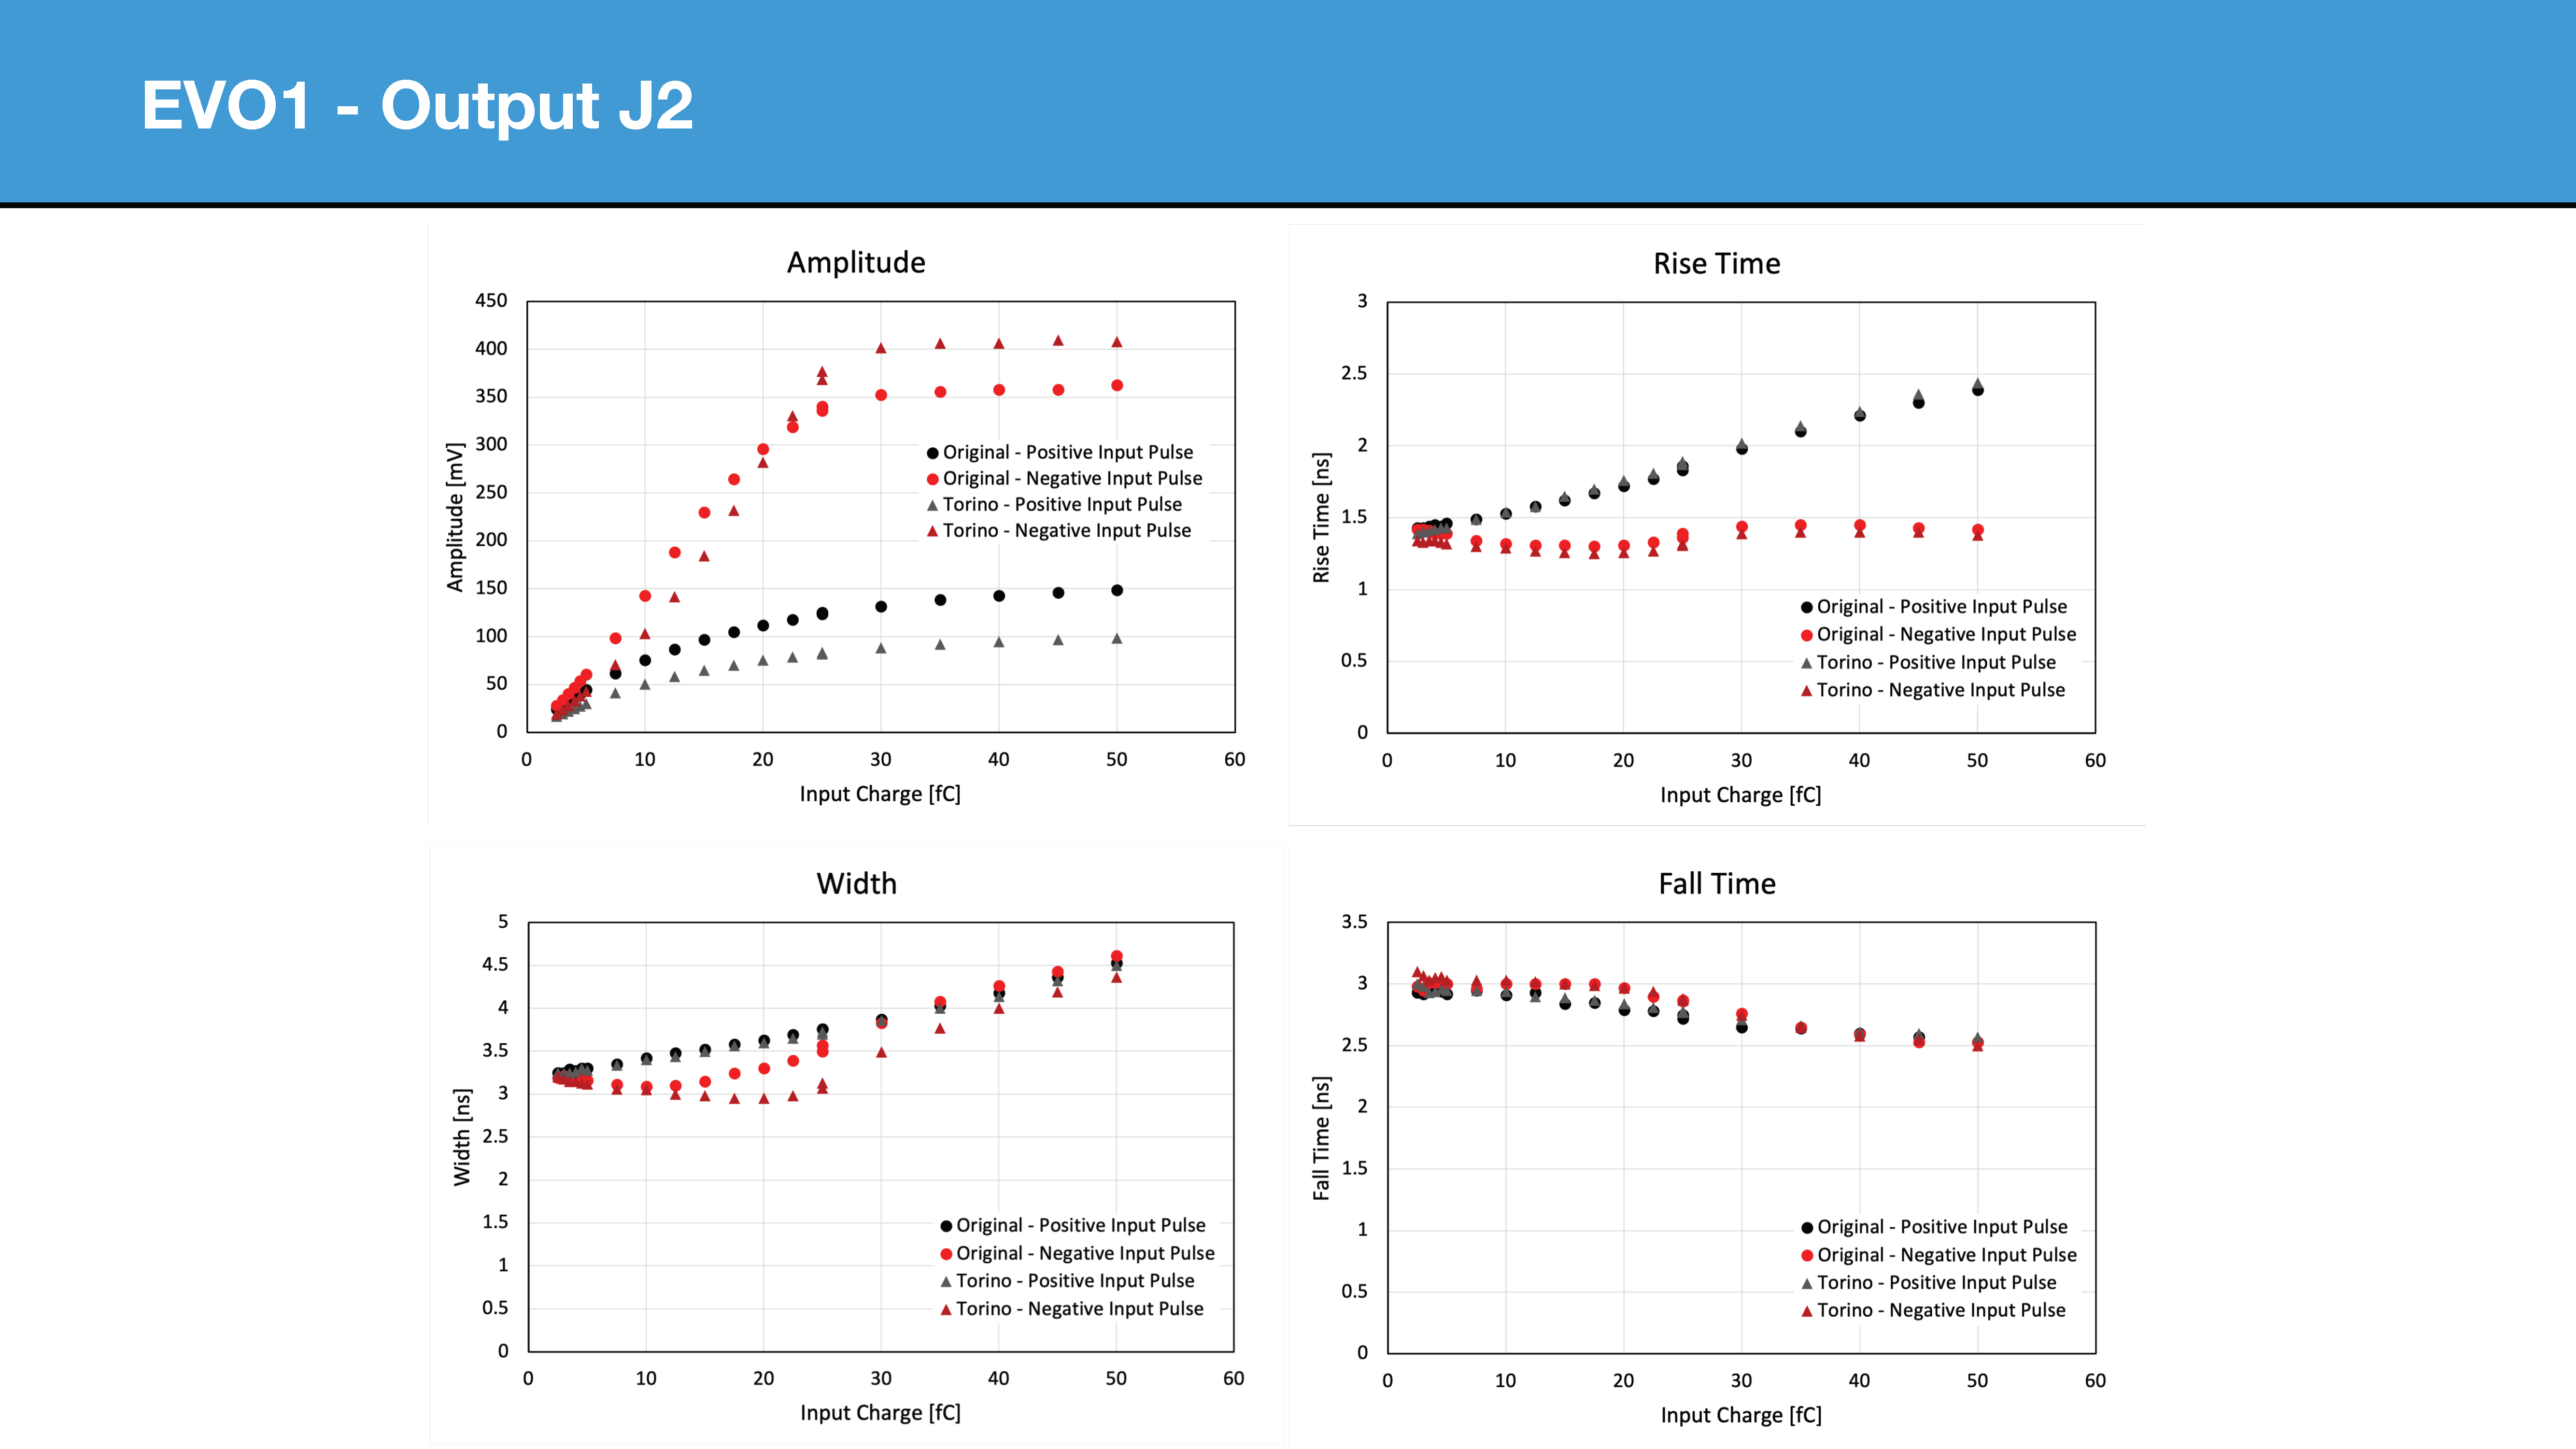 EVO1 - Output J2
Amplitude
450
400
350
300
250
200
150
100
50
0
Amplitude [mV]
Original - Positive Input Pulse
Original - Negative Input Pulse
Torino - Positive Input Pulse
Torino - Negative Input Pulse
0 10 20 30 40 50 60
Input Charge [fC]
Rise Time
3
2.5
2
1.5
1
0.5
0
Rise Time [ns]
Original - Positive Input Pulse
Original - Negative Input Pulse
Torino - Positive Input Pulse
Torino - Negative Input Pulse
0 10 20 30 40 50 60
Input Charge [fC]
Width
5
4.5
4
3.5
3
2.5
2
1.5
1
0.5
0
Width [ns]
Original - Positive Input Pulse
Original - Negative Input Pulse
Torino - Positive Input Pulse
Torino - Negative Input Pulse
0 10 20 30 40 50 60
Input Charge [fC]
Fall Time
3.5
3
2.5
2
1.5
1
0.5
0
Fall Time [ns]
Original - Positive Input Pulse
Original - Negative Input Pulse
Torino - Positive Input Pulse
Torino - Negative Input Pulse
0 10 20 30 40 50 60
Input Charge [fC]